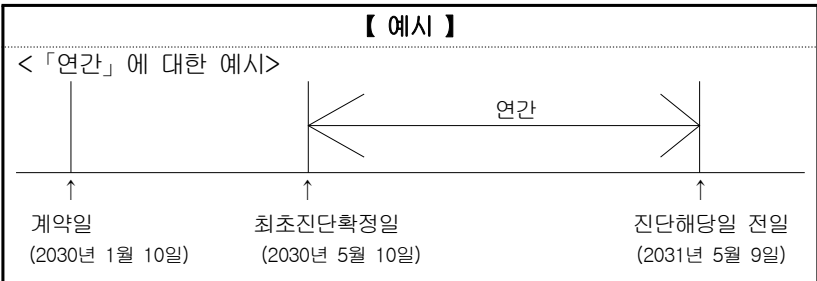 【 예시 】
<「연간」에 대한 예시>
연간
↑ ↑ ↑
계약일 최초진단확정일 진단해당일 전일
(2030년 1월 10일) (2030년 5월 10일) (2031년 5월 9일)